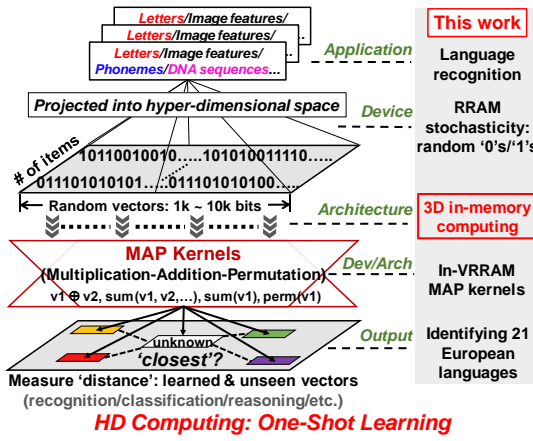 Letters/Image features/
Letters/Image features/
Letters/Image features/
Phonemes/DNA sequences...
Projected into hyper-dimensional space
# of items
10110010010.....101010011110.....
011101010101.....011101010100.....
Random vectors: 1k ~ 10k bits
MAP Kernels
(Multiplication-Addition-Permutation)
v1 ⊕ v2, sum(v1, v2,...), sum(v1), perm(v1)
unknown
'closest'?
Measure 'distance': learned & unseen vectors
(recognition/classification/reasoning/etc.)
HD Computing: One-Shot Learning
Application
Device
Architecture
Dev/Arch
Output
This work
Language
recognition
RRAM
stochasticity:
random '0's/'1's
3D in-memory
computing
In-VRRAM
MAP kernels
Identifying 21
European
languages